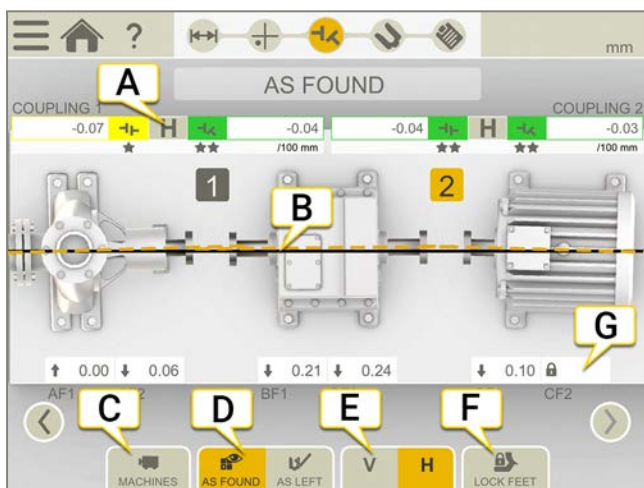 ?
mm
AS FOUND
A
COUPLING 1
COUPLING 2
-0.07 H -0.04
-0.04 H -0.03
/100 mm
/100 mm
1
2
B
G
0.00 0.06
0.21 0.24
0.10
AF1
BF1
CF2
C
D
E
F
MACHINES
AS FOUND
AS LEFT
V
H
LOCK FEET